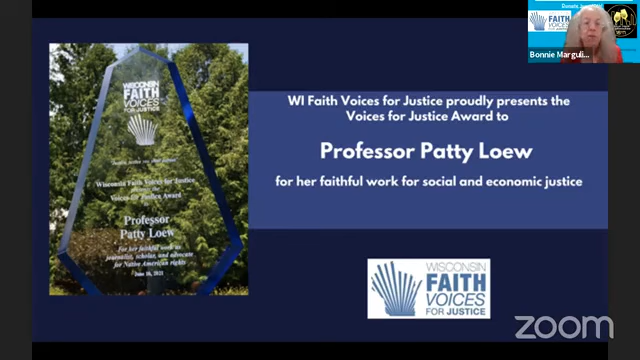 WISCONSIN
FAITH
VOICES
FOR JUSTICE
Wisconsin Faith Voices for Justice
Voices for Justice Award
Professor
Patty Loew
For her faithful work as
journalist, scholar, and advocate
for Native American rights
June 16, 2021
WI Faith Voices for Justice proudly presents the
Voices for Justice Award to
Professor Patty Loew
for her faithful work for social and economic justice
WISCONSIN
FAITH
VOICES
FOR JUSTICE
FAITH
VOICES
Bonnie Marguli...
zoom